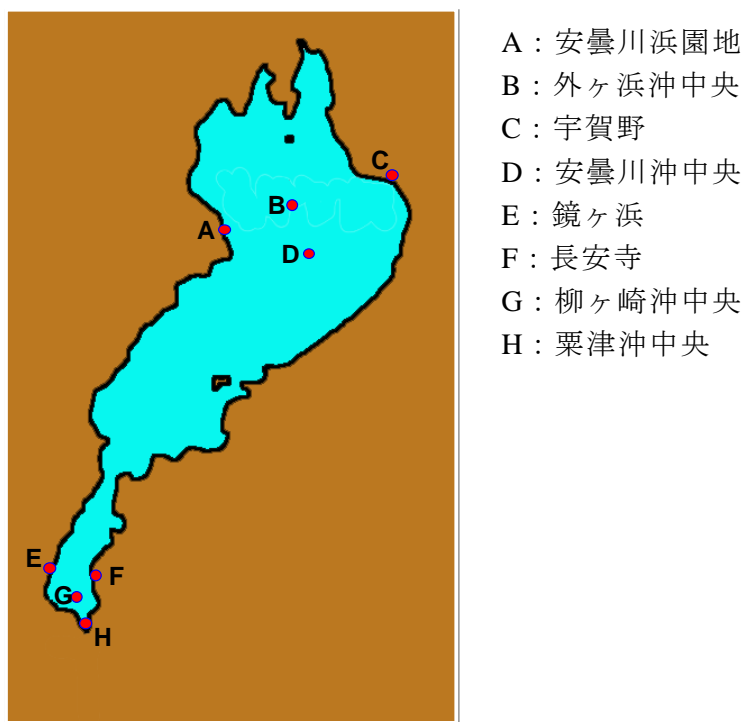 A：安曇川浜園地
B：外ヶ浜沖中央
C：宇賀野
D：安曇川沖中央
E：鏡ヶ浜
F：長安寺
G：柳ヶ崎沖中央
H：粟津沖中央
C
B
A
D
E
F
G
H